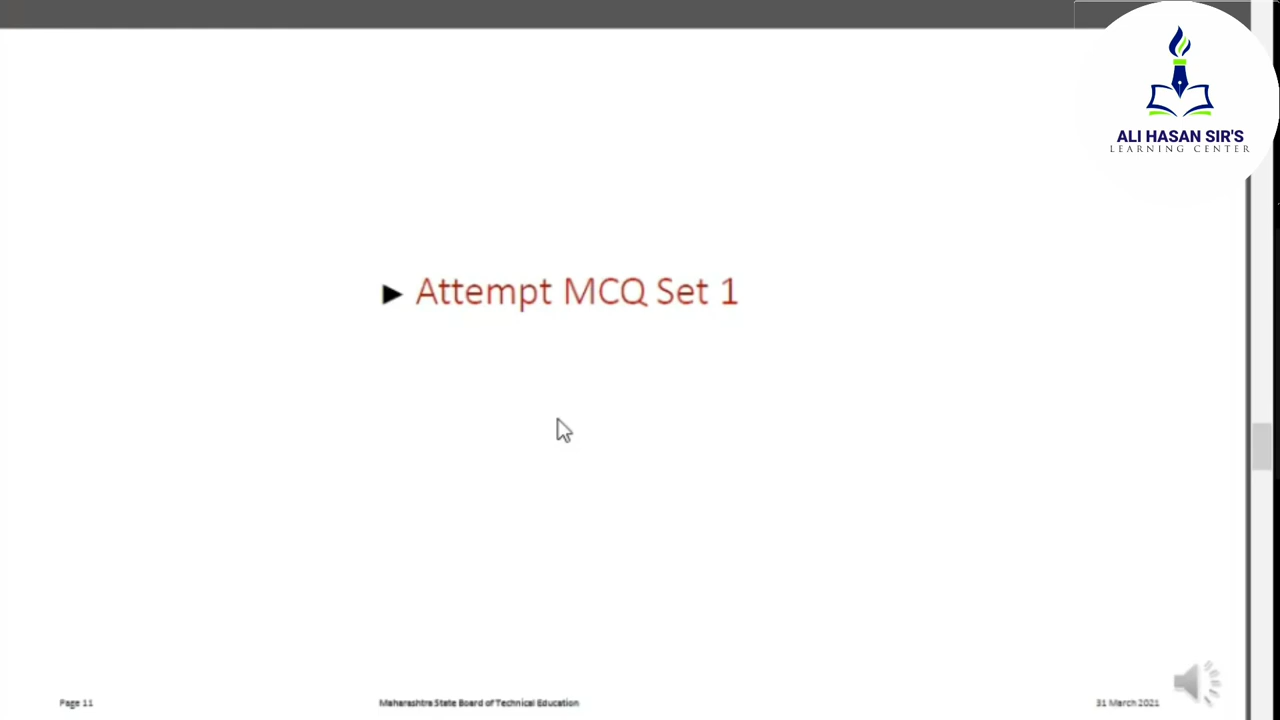 ALI HASAN SIR'S
LEARNING CENTER
► Attempt MCQ Set 1
Page 11
Maharashtra State Board of Technical Education
31 March 2021